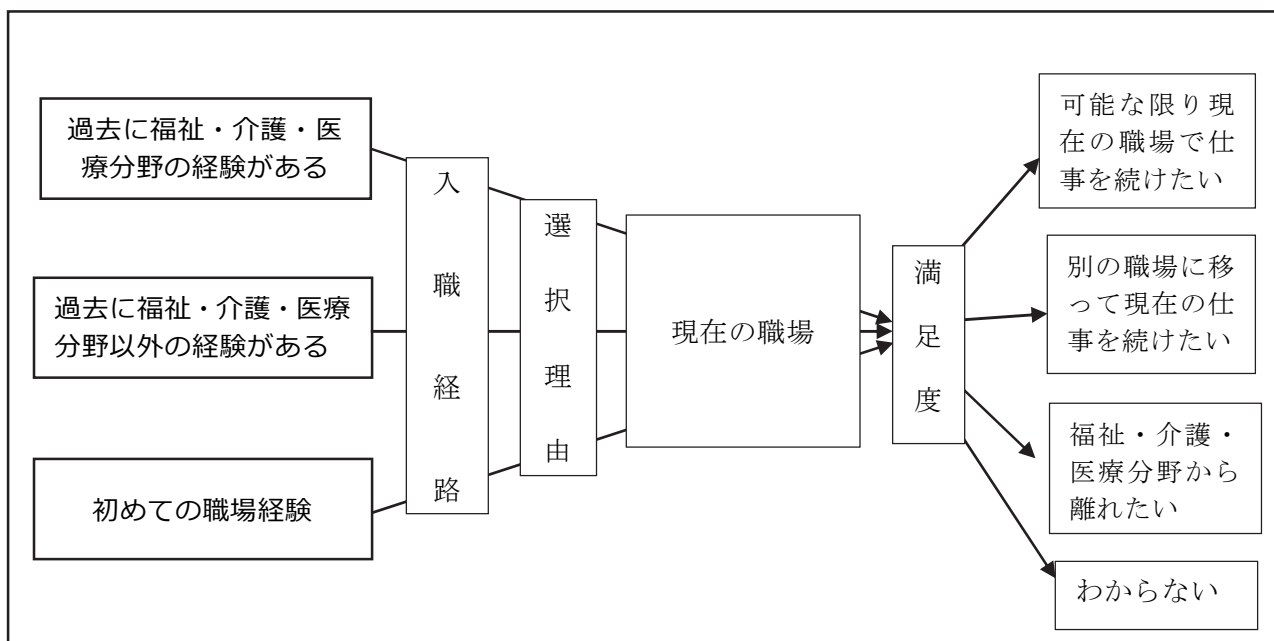 過去に福祉・介護・医
療分野の経験がある
過去に福祉・介護・医療
分野以外の経験がある
初めての職場経験
入職経路
選択理由
現在の職場
満足度
可能な限り現
在の職場で仕
事を続けたい
別の職場に移
って現在の仕
事を続けたい
福祉・介護・
医療分野から
離れたい
わからない